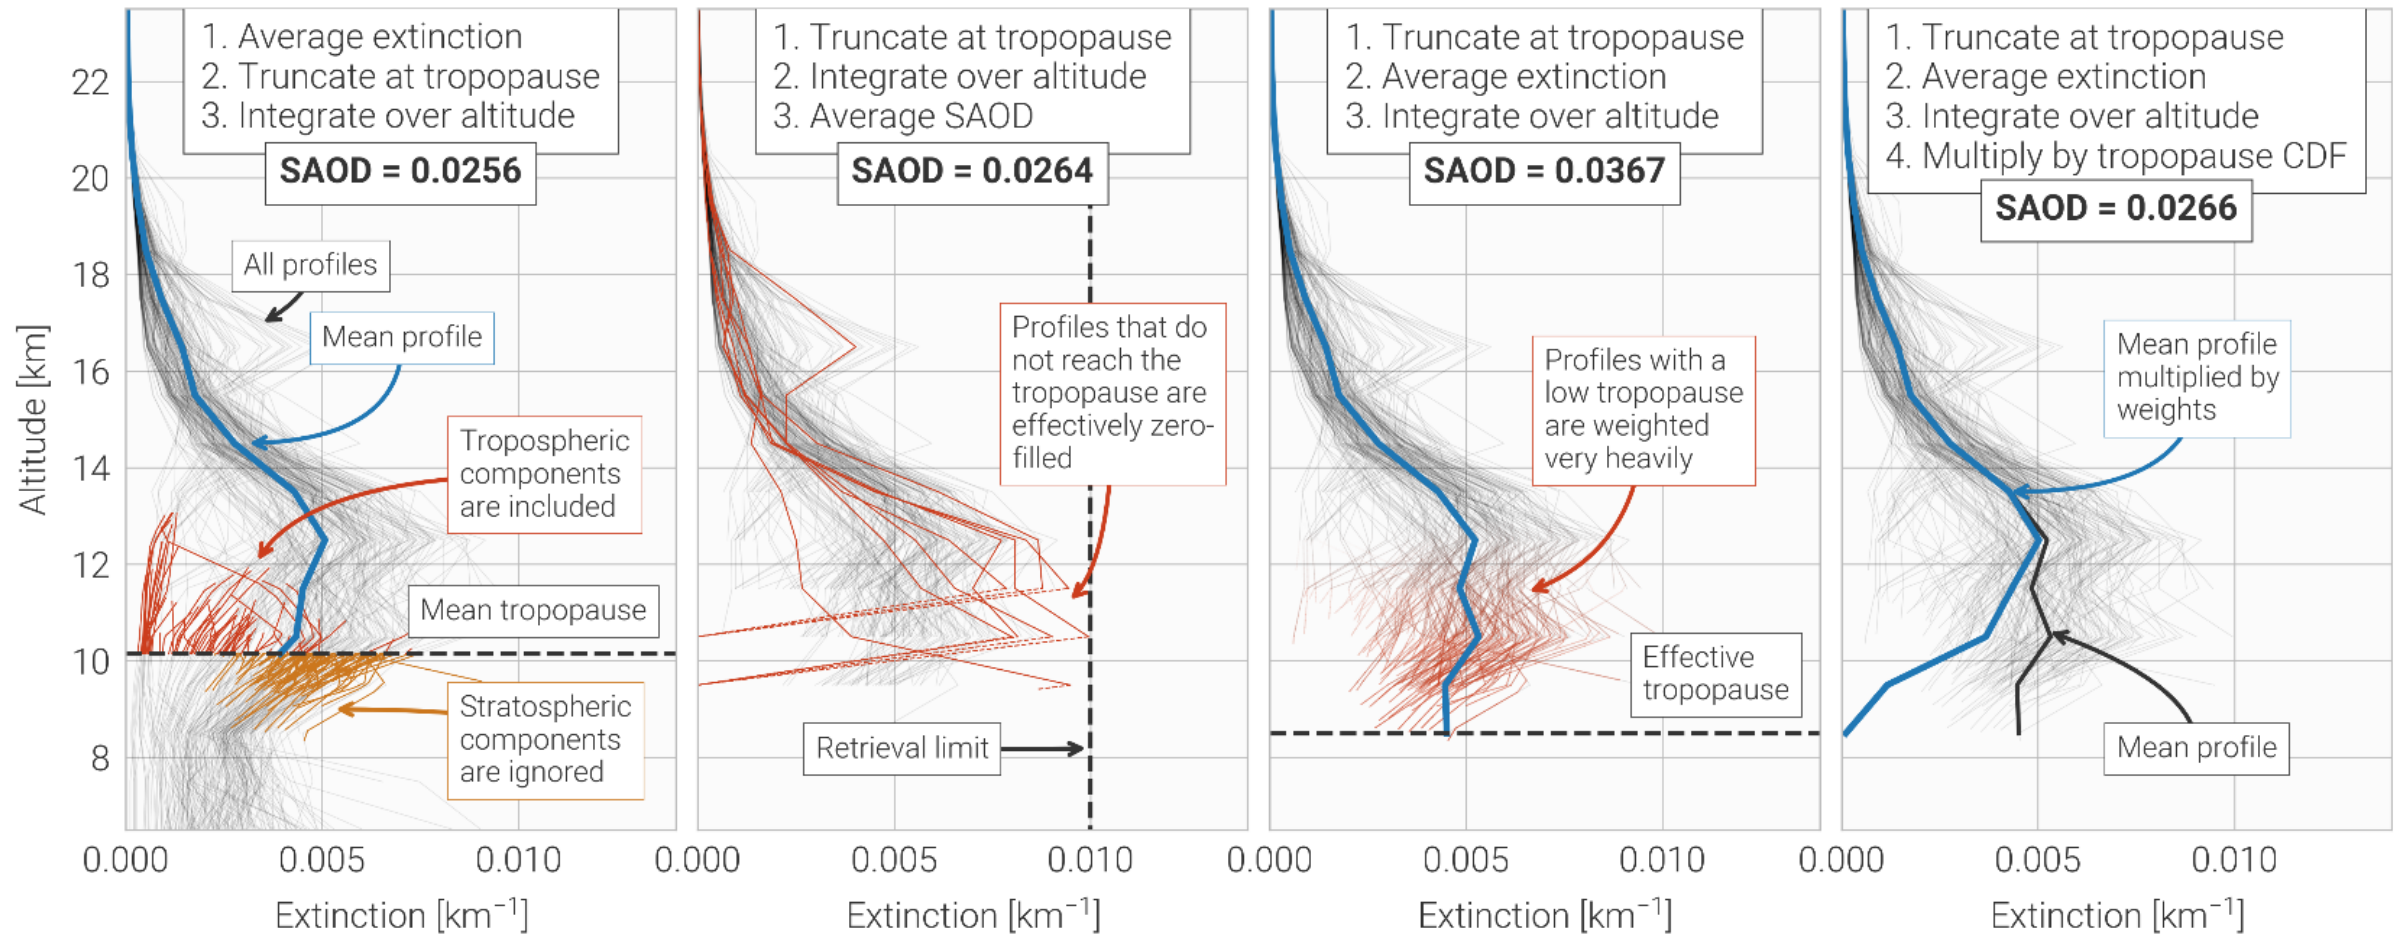 1. Average extinction
2. Truncate at tropopause
3. Integrate over altitude
SAOD = 0.0256
All profiles
Mean profile
Tropospheric
components
are included
Mean tropopause
Stratospheric
components
are ignored
Altitude [km]
22
20
18
16
14
12
10
8
0.000
0.005
0.010
Extinction [km⁻¹]
1. Truncate at tropopause
2. Integrate over altitude
3. Average SAOD
SAOD = 0.0264
Profiles that do
not reach the
tropopause are
effectively zero-
filled
Retrieval limit
0.000
0.005
0.010
Extinction [km⁻¹]
1. Truncate at tropopause
2. Average extinction
3. Integrate over altitude
SAOD = 0.0367
Profiles with a
low tropopause
are weighted
very heavily
Effective
tropopause
0.000
0.005
0.010
Extinction [km⁻¹]
1. Truncate at tropopause
2. Average extinction
3. Integrate over altitude
4. Multiply by tropopause CDF
SAOD = 0.0266
Mean profile
multiplied by
weights
Mean profile
0.000
0.005
0.010
Extinction [km⁻¹]